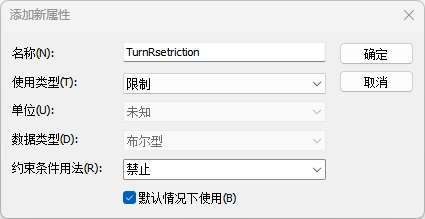 添加新属性
名称(N): TurnRsetriction 确定
使用类型(T): 限制 取消
单位(U): 未知
数据类型(D): 布尔型
约束条件用法(R): 禁止
默认情况下使用(B)